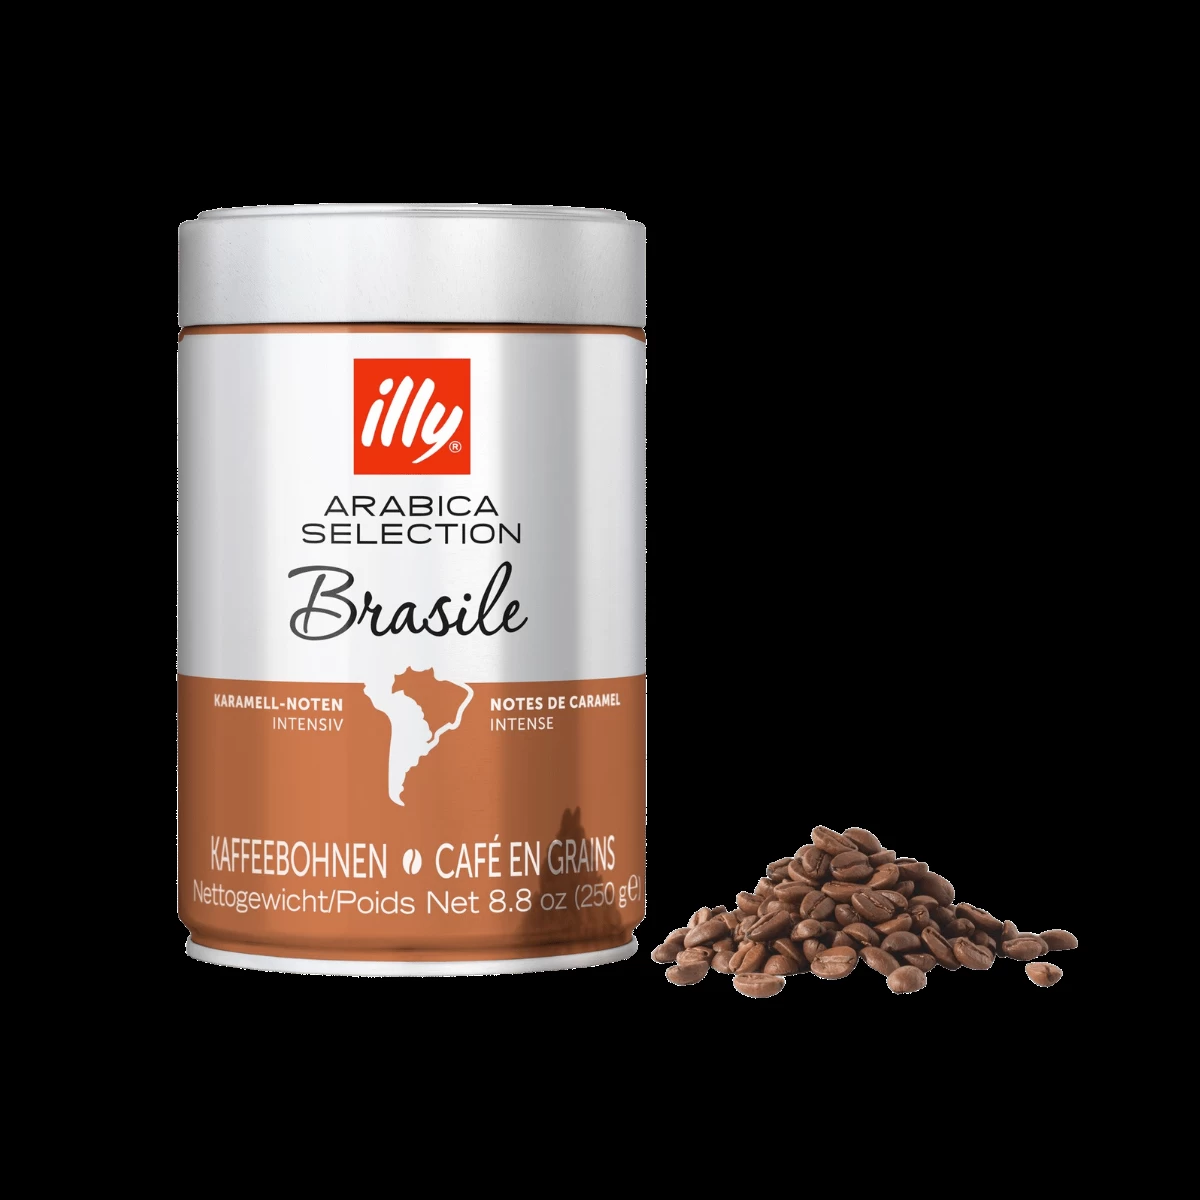 illy®
ARABICA
SELECTION
Brasile
KARAMELL-NOTEN
INTENSIV
NOTES DE CARAMEL
INTENSE
KAFFEEBOHNEN CAFÉ EN GRAINS
Nettogewicht/Poids Net 8.8 oz (250 g℮)